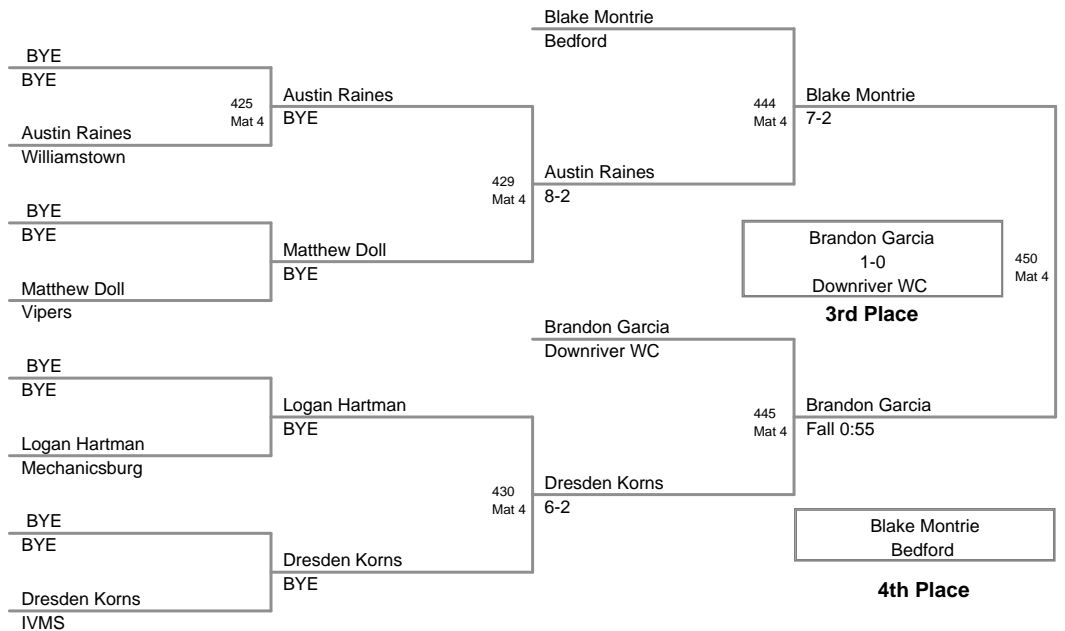 Blake Montrie
Bedford
BYE
BYE
425
Mat 4
Austin Raines
BYE
444
Mat 4
Blake Montrie
7-2
Austin Raines
Williamstown
429
Mat 4
Austin Raines
8-2
BYE
BYE
Matthew Doll
BYE
Brandon Garcia
1-0
Downriver WC
450
Mat 4
3rd Place
Matthew Doll
Vipers
Brandon Garcia
Downriver WC
BYE
BYE
Logan Hartman
BYE
445
Mat 4
Brandon Garcia
Fall 0:55
Logan Hartman
Mechanicsburg
430
Mat 4
Dresden Korns
6-2
BYE
BYE
Dresden Korns
BYE
Blake Montrie
Bedford
4th Place
Dresden Korns
IVMS